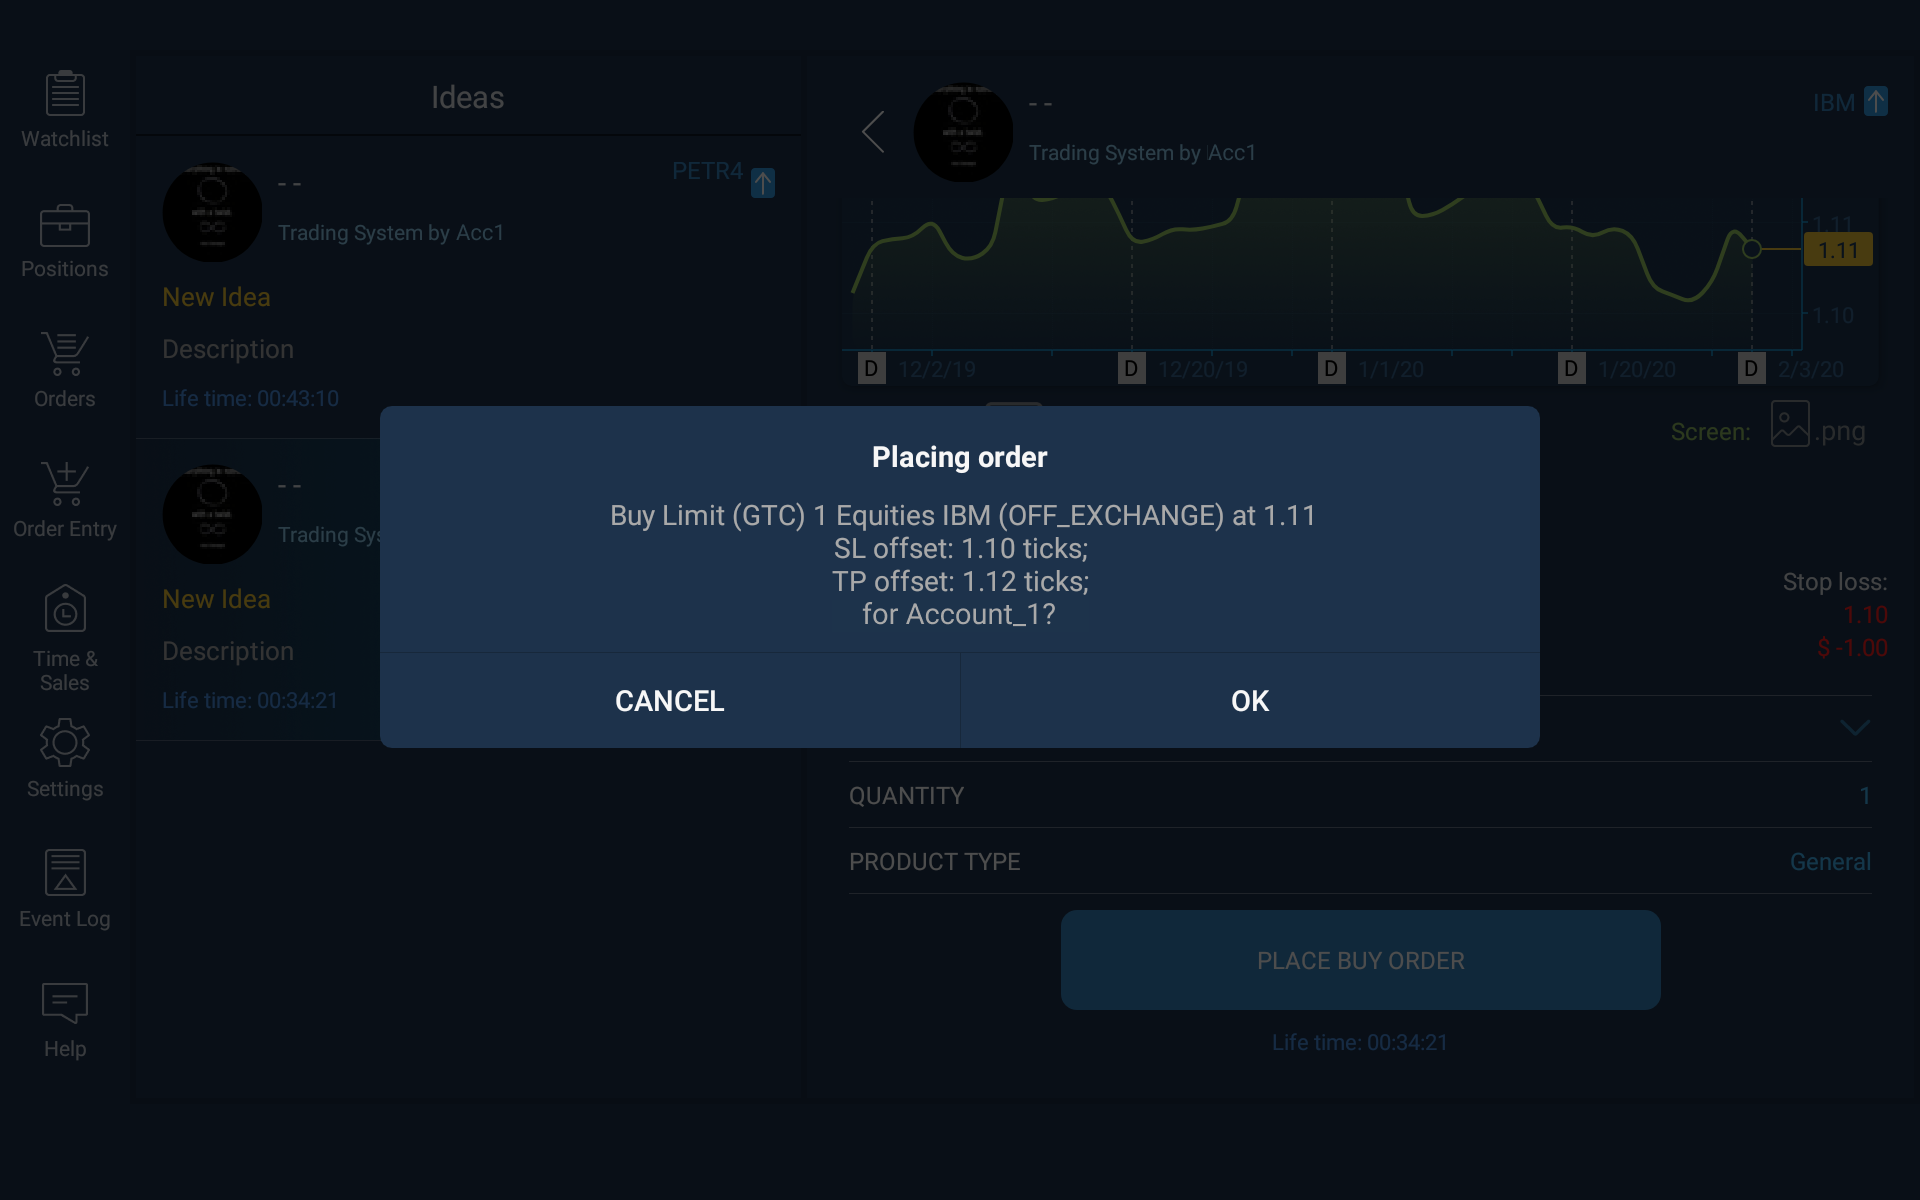 Watchlist
Positions
Orders
Order Entry
Time &
Sales
Settings
Event Log
Help
Ideas
- -
PETR4
Trading System by Acc1
New Idea
Description
Life time: 00:43:10
- -
Trading Sys
New Idea
Description
Life time: 00:34:21
- -
IBM
Trading System by Acc1
1.11
1.11
1.10
D 12/2/19 D 12/20/19 D 1/1/20 D 1/20/20 D 2/3/20
Screen: .png
Placing order
Buy Limit (GTC) 1 Equities IBM (OFF_EXCHANGE) at 1.11
SL offset: 1.10 ticks;
TP offset: 1.12 ticks;
for Account_1?
CANCEL
OK
Stop loss:
1.10
$ -1.00
QUANTITY 1
PRODUCT TYPE General
PLACE BUY ORDER
Life time: 00:34:21